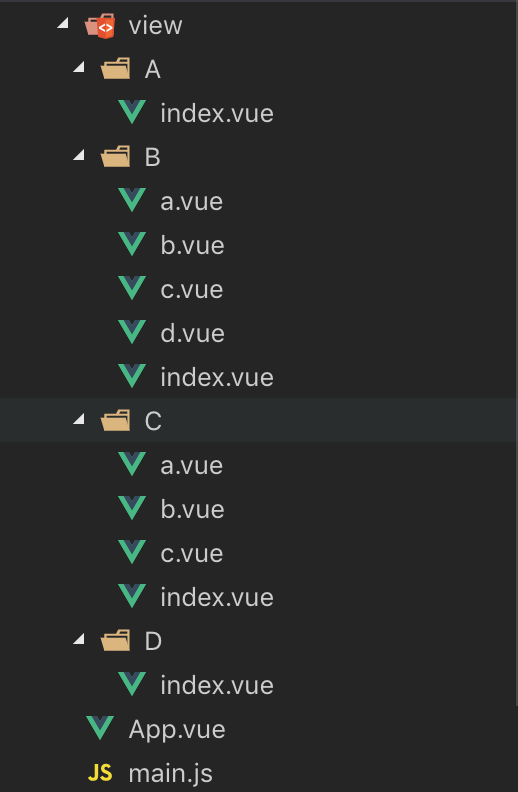 view
A
index.vue
B
a.vue
b.vue
c.vue
d.vue
index.vue
C
a.vue
b.vue
c.vue
index.vue
D
index.vue
App.vue
JS main.js